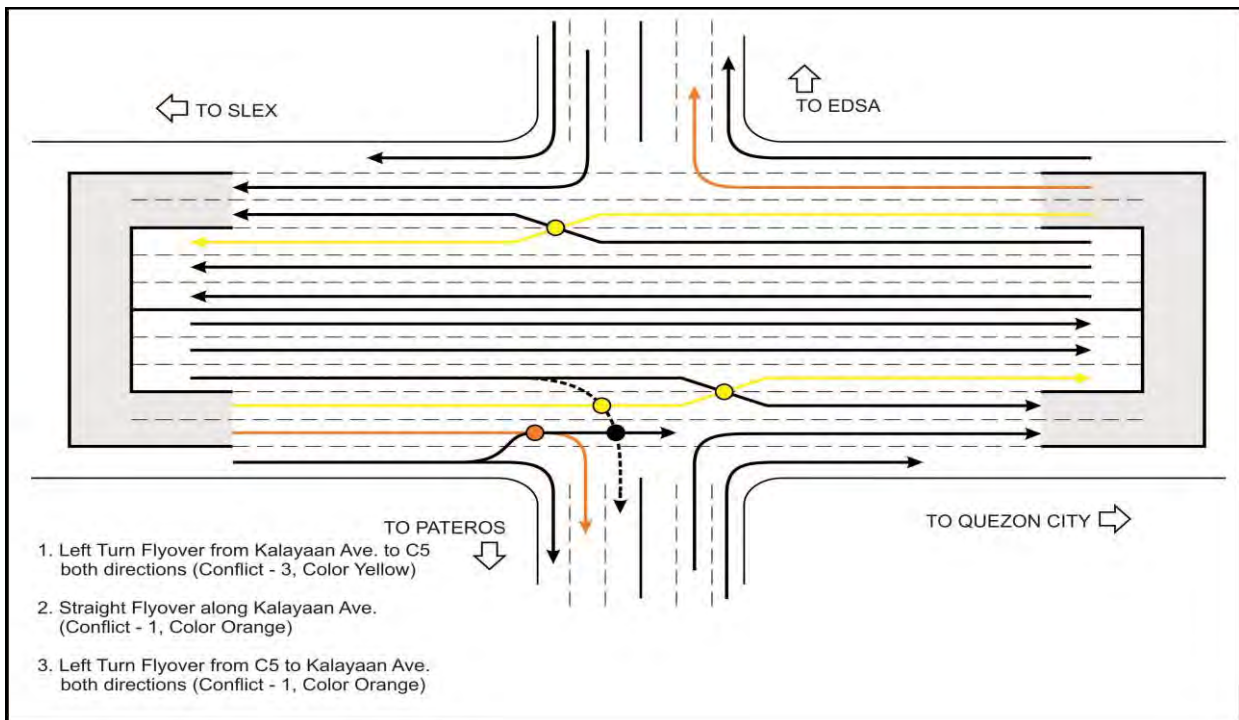 TO SLEX
TO EDSA
TO PATEROS
TO QUEZON CITY
1. Left Turn Flyover from Kalayaan Ave. to C5
both directions (Conflict - 3, Color Yellow)
2. Straight Flyover along Kalayaan Ave.
(Conflict - 1, Color Orange)
3. Left Turn Flyover from C5 to Kalayaan Ave.
both directions (Conflict - 1, Color Orange)